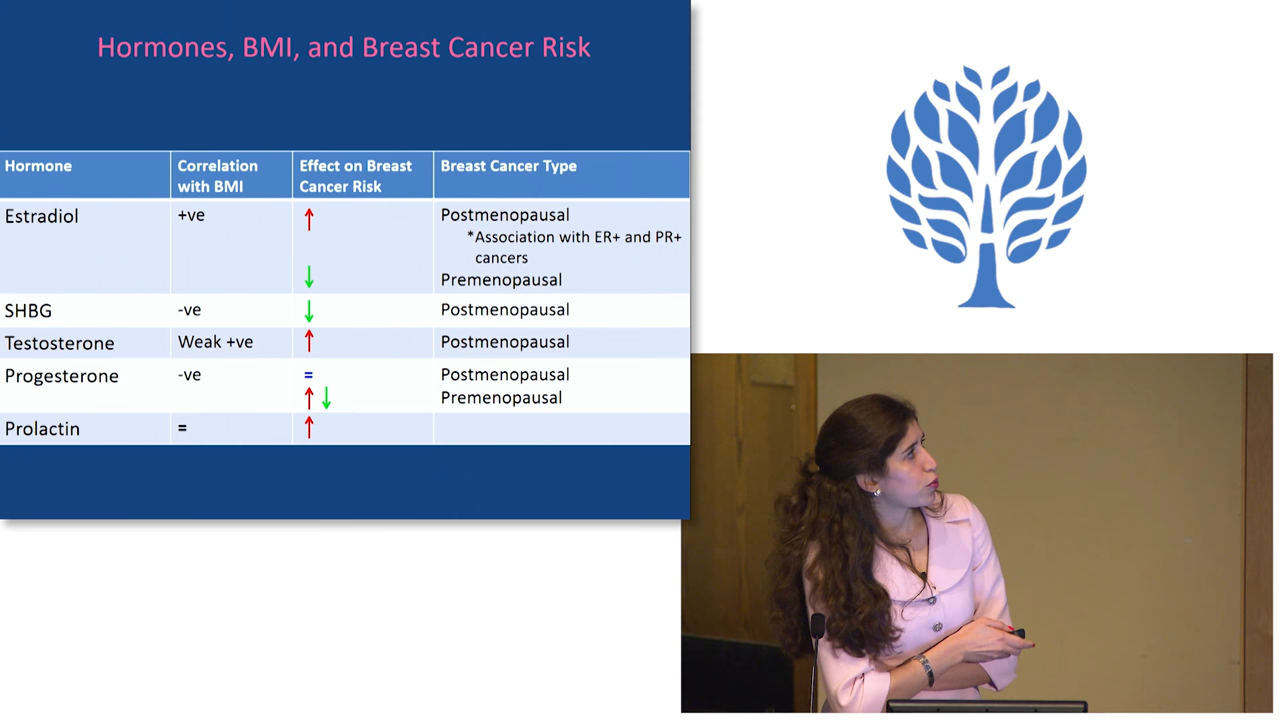 Hormones, BMI, and Breast Cancer Risk
Hormone
Correlation with BMI
Effect on Breast Cancer Risk
Breast Cancer Type
Estradiol
+ve
↑
Postmenopausal
*Association with ER+ and PR+
cancers
↓
Premenopausal
SHBG
-ve
↓
Postmenopausal
Testosterone
Weak +ve
↑
Postmenopausal
Progesterone
-ve
=
Postmenopausal
↑ ↓
Premenopausal
Prolactin
=
↑